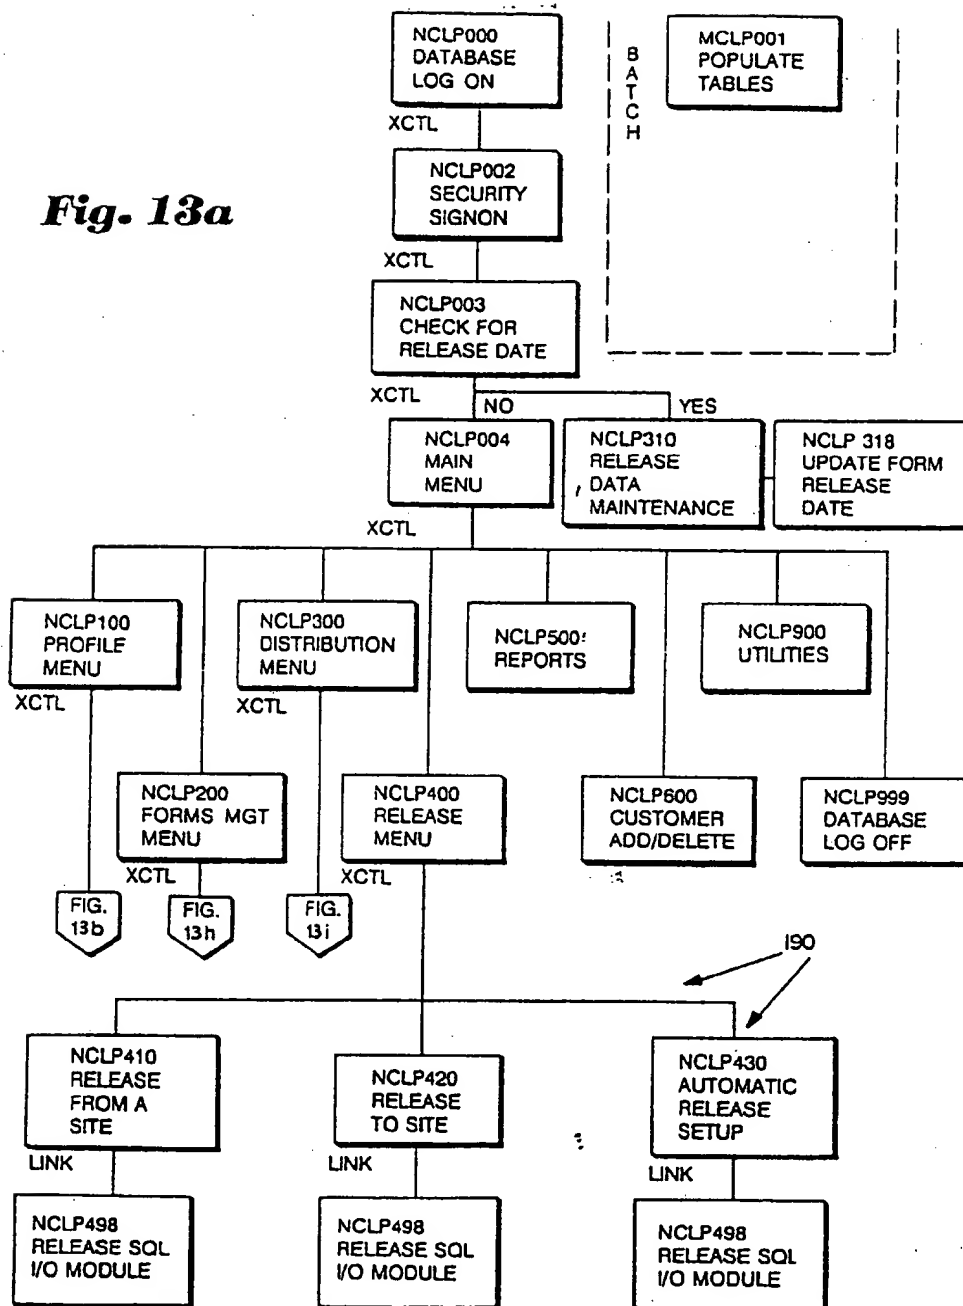 NCLP000
DATABASE
LOG ON
B
A
T
C
H
MCLP001
POPULATE
TABLES
XCTL
NCLP002
SECURITY
SIGNON
Fig. 13a
XCTL
NCLP003
CHECK FOR
RELEASE DATE
XCTL
NO
YES
NCLP004
MAIN
MENU
NCLP310
RELEASE
DATA
MAINTENANCE
NCLP 318
UPDATE FORM
RELEASE
DATE
XCTL
NCLP100
PROFILE
MENU
NCLP300
DISTRIBUTION
MENU
NCLP500
REPORTS
NCLP900
UTILITIES
XCTL
XCTL
NCLP200
FORMS MGT
MENU
NCLP400
RELEASE
MENU
NCLP600
CUSTOMER
ADD/DELETE
NCLP999
DATABASE
LOG OFF
XCTL
XCTL
FIG.
13b
FIG.
13h
FIG.
13i
190
NCLP410
RELEASE
FROM A
SITE
NCLP420
RELEASE
TO SITE
NCLP430
AUTOMATIC
RELEASE
SETUP
LINK
LINK
LINK
NCLP498
RELEASE SQL
I/O MODULE
NCLP498
RELEASE SQL
I/O MODULE
NCLP498
RELEASE SQL
I/O MODULE